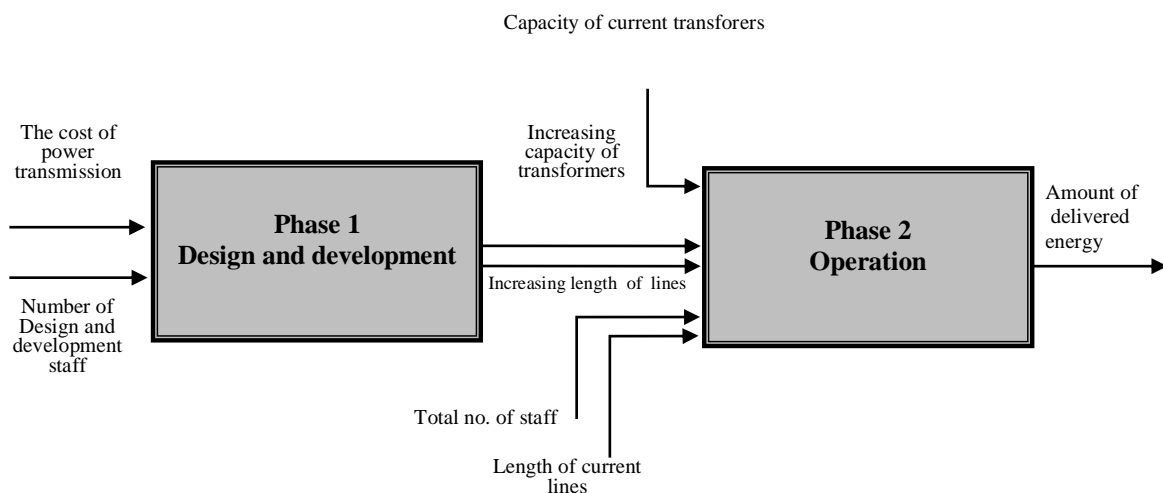 Capacity of current transforers
The cost of
power
transmission
Increasing
capacity of
transformers
Phase 1
Design and development
Phase 2
Operation
Amount of
delivered
energy
Increasing length of lines
Number of
Design and
development
staff
Total no. of staff
Length of current
lines